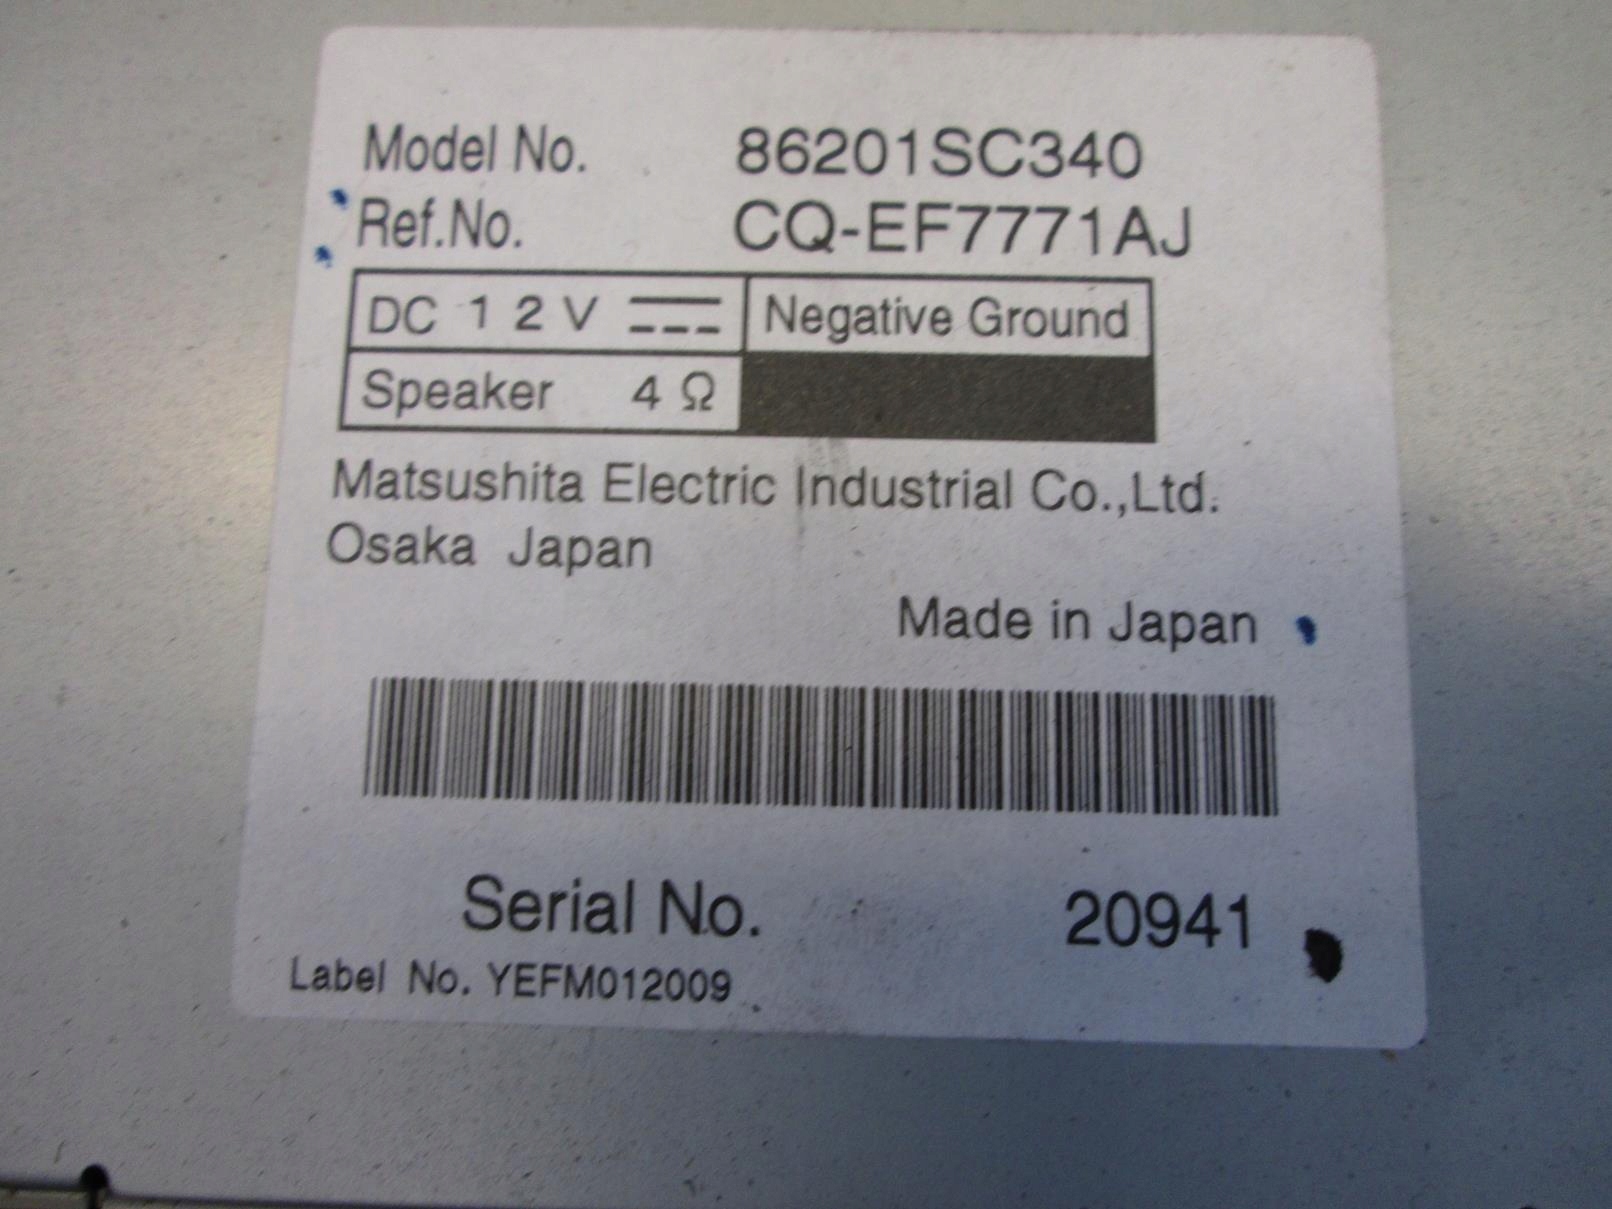 Model No. 86201SC340
Ref.No. CQ-EF7771AJ
DC 12V Negative Ground
Speaker 4 Ω
Matsushita Electric Industrial Co.,Ltd.
Osaka Japan
Made in Japan
Serial No. 20941
Label No. YEFM012009